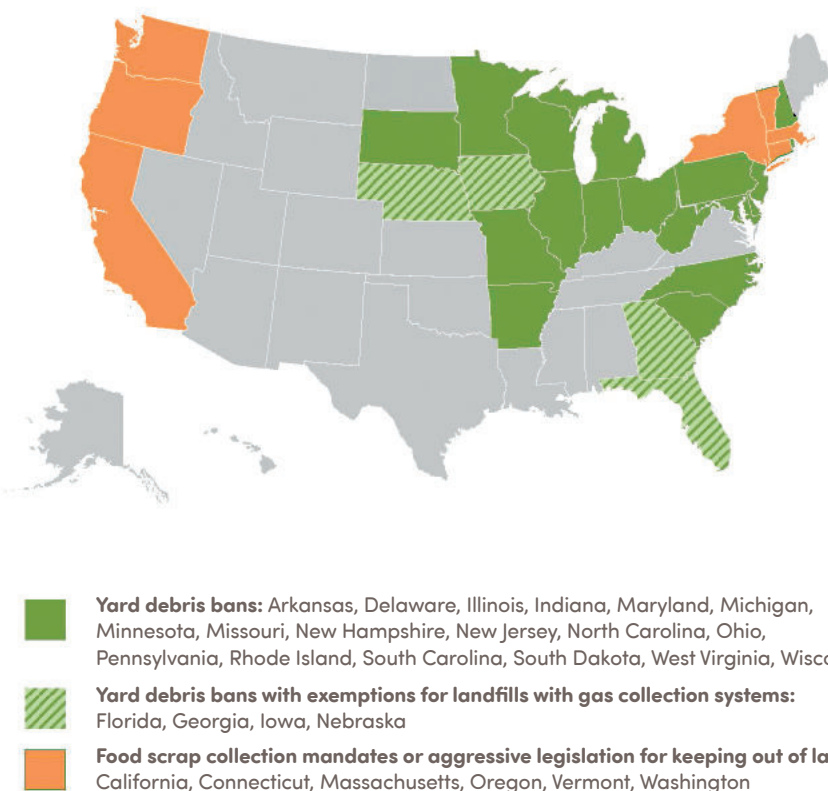 Yard debris bans: Arkansas, Delaware, Illinois, Indiana, Maryland, Michigan,
Minnesota, Missouri, New Hampshire, New Jersey, North Carolina, Ohio,
Pennsylvania, Rhode Island, South Carolina, South Dakota, West Virginia,
Yard debris bans with exemptions for landfills with gas collection systems:
Florida, Georgia, Iowa, Nebraska
Food scrap collection mandates or aggressive legislation for keeping out of
California, Connecticut, Massachusetts, Oregon, Vermont, Washington